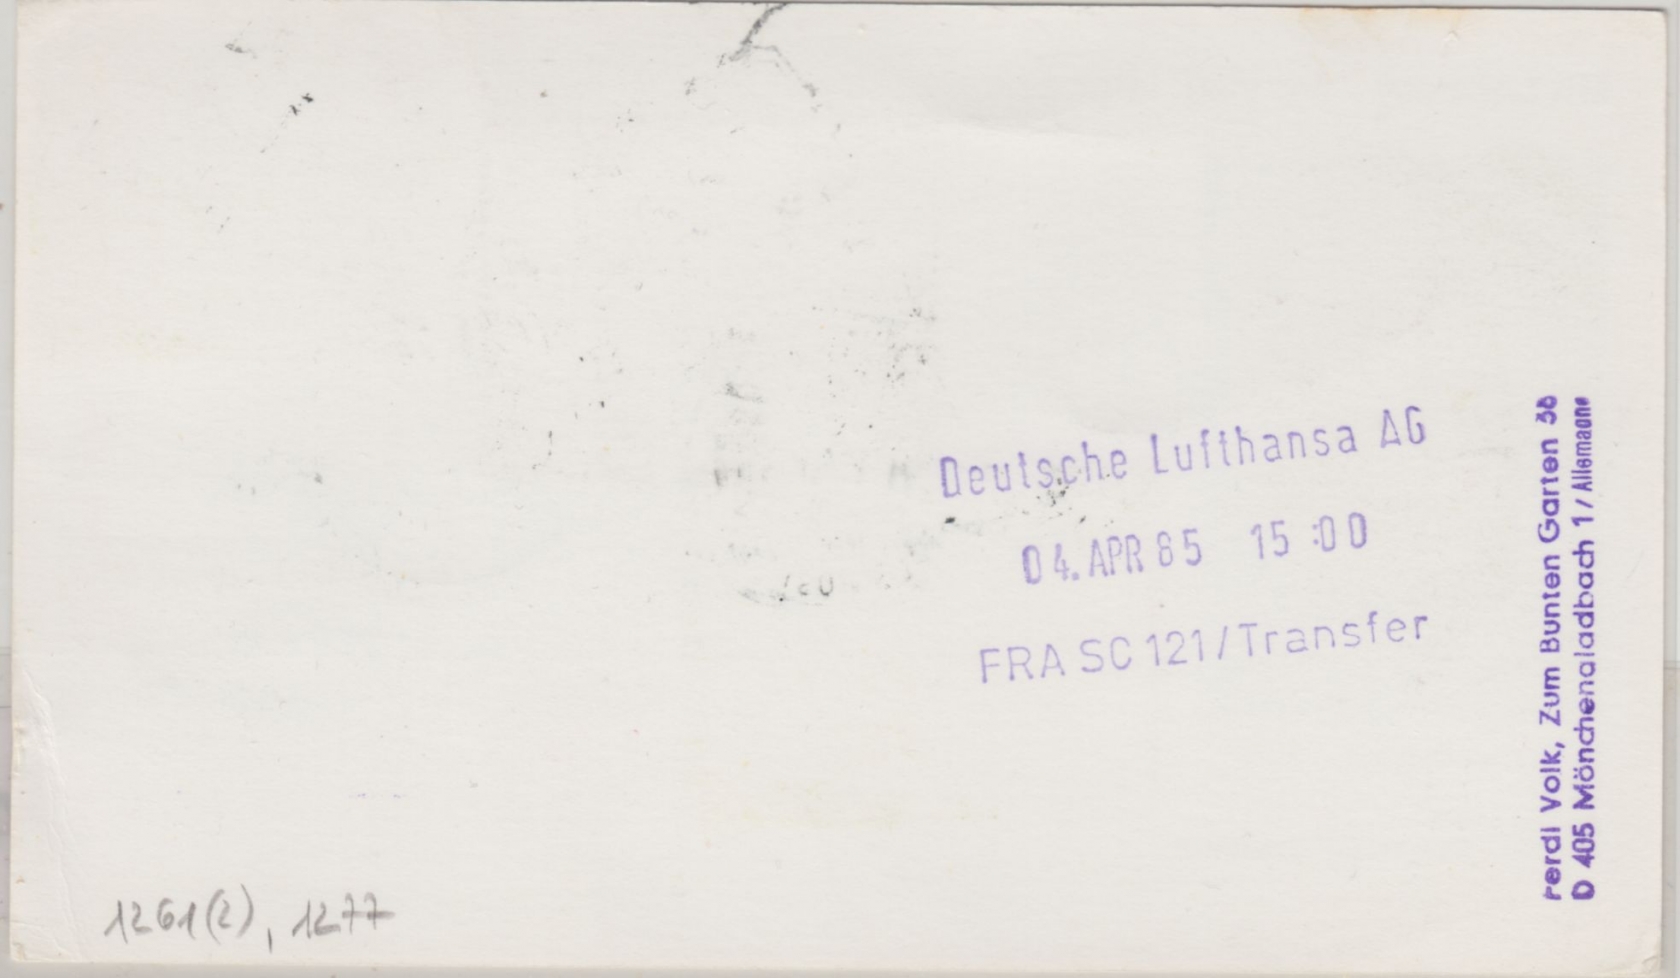 Deutsche Lufthansa AG
04. APR 85 15:00
FRA SC 121/Transfer
Ferdi Volk, Zum Bunten Garten
D 405 Mönchengladbach 1 / Allemagne
1261(2), 1277